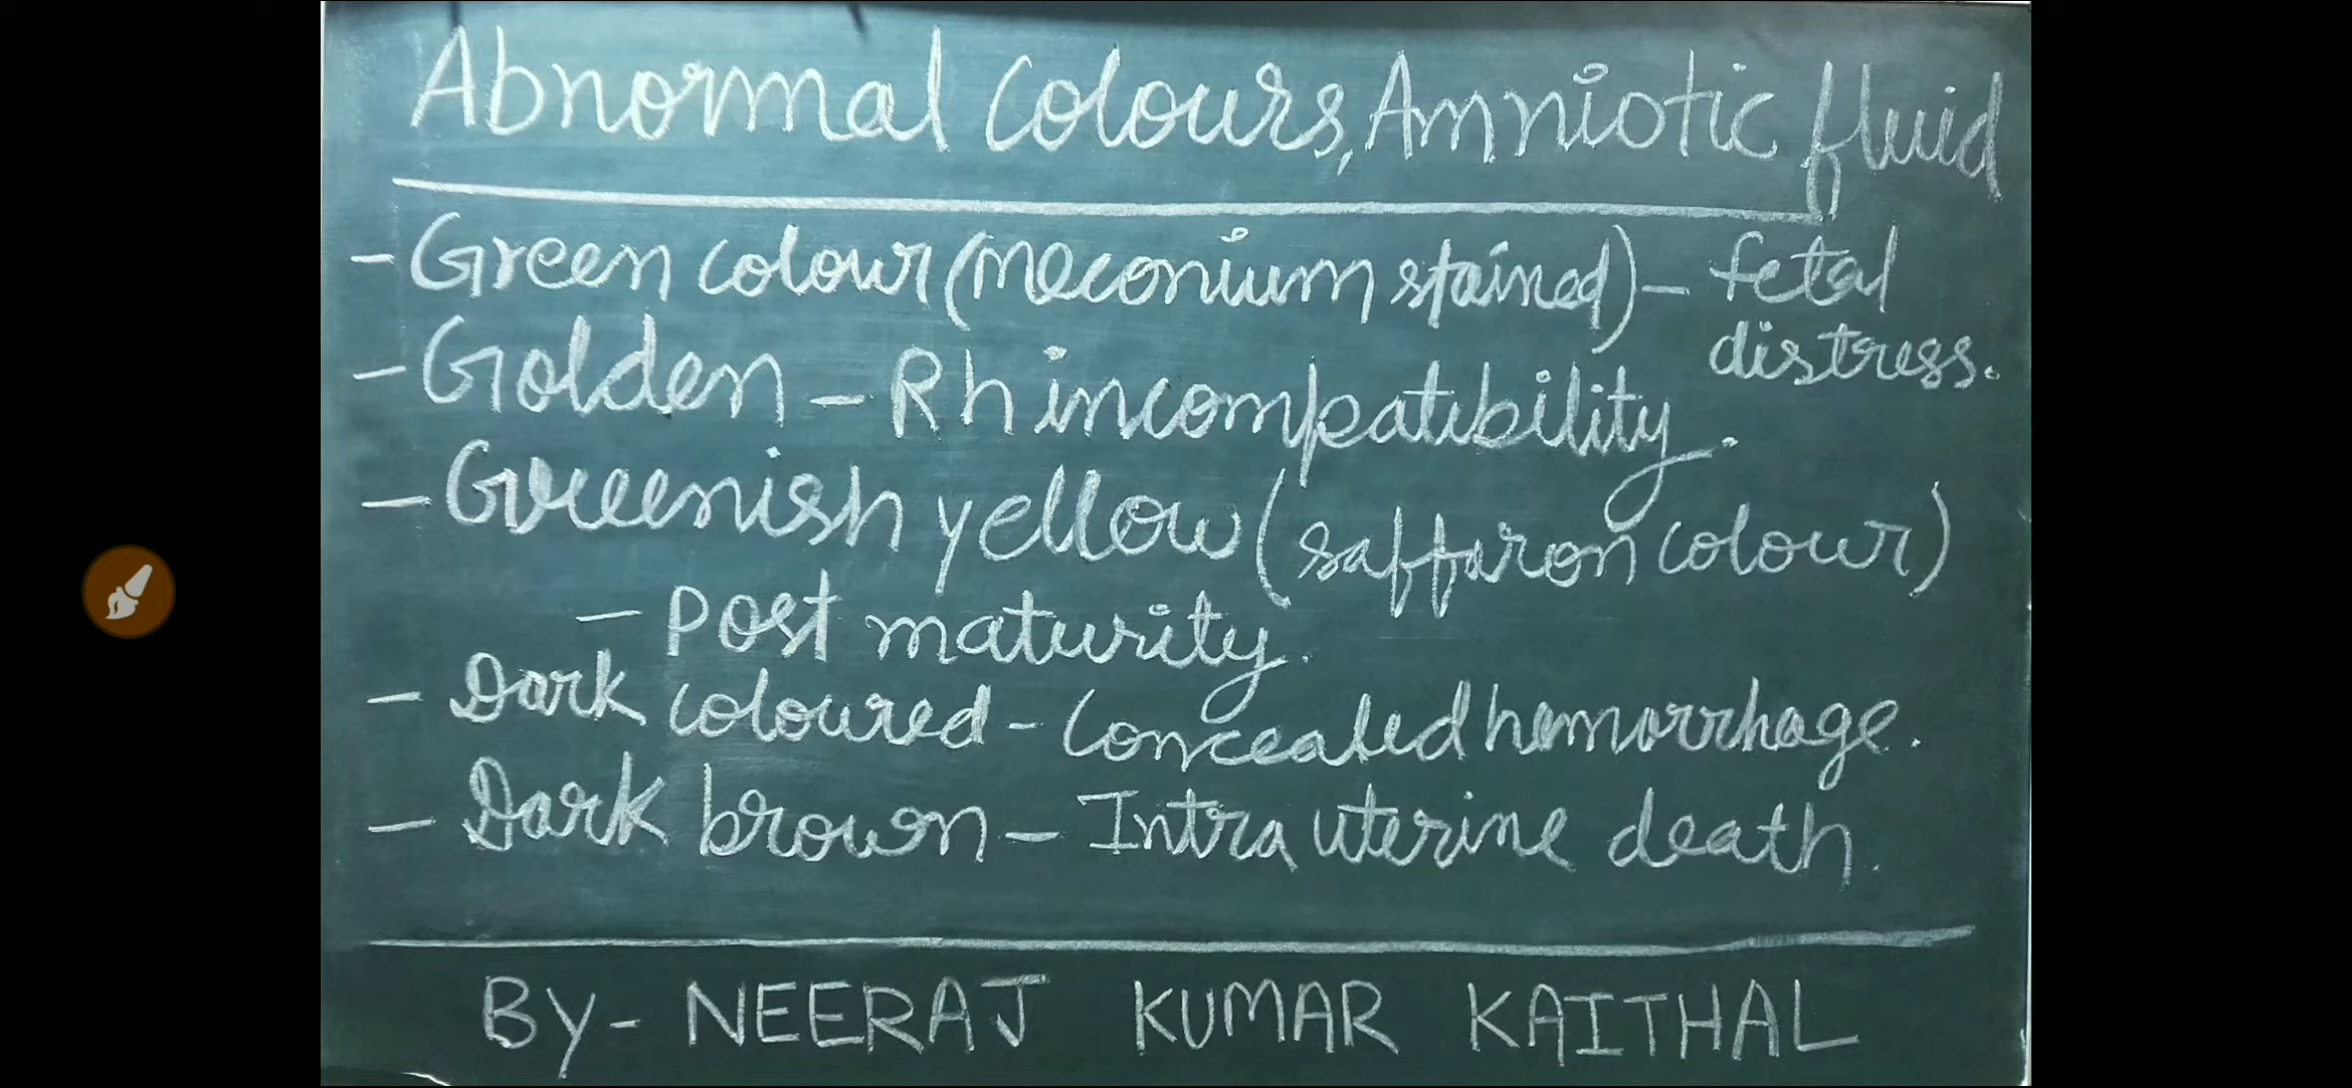 Abnormal Colours, Amniotic fluid
- Green colour (meconium stained) - fetal
distress.
- Golden - Rh incompatibility.
- Greenish yellow (saffaron colour)
- Post maturity.
- Dark coloured - Concealed hemorrhage.
- Dark brown - Intra uterine death.
BY - NEERAJ KUMAR KAITHAL